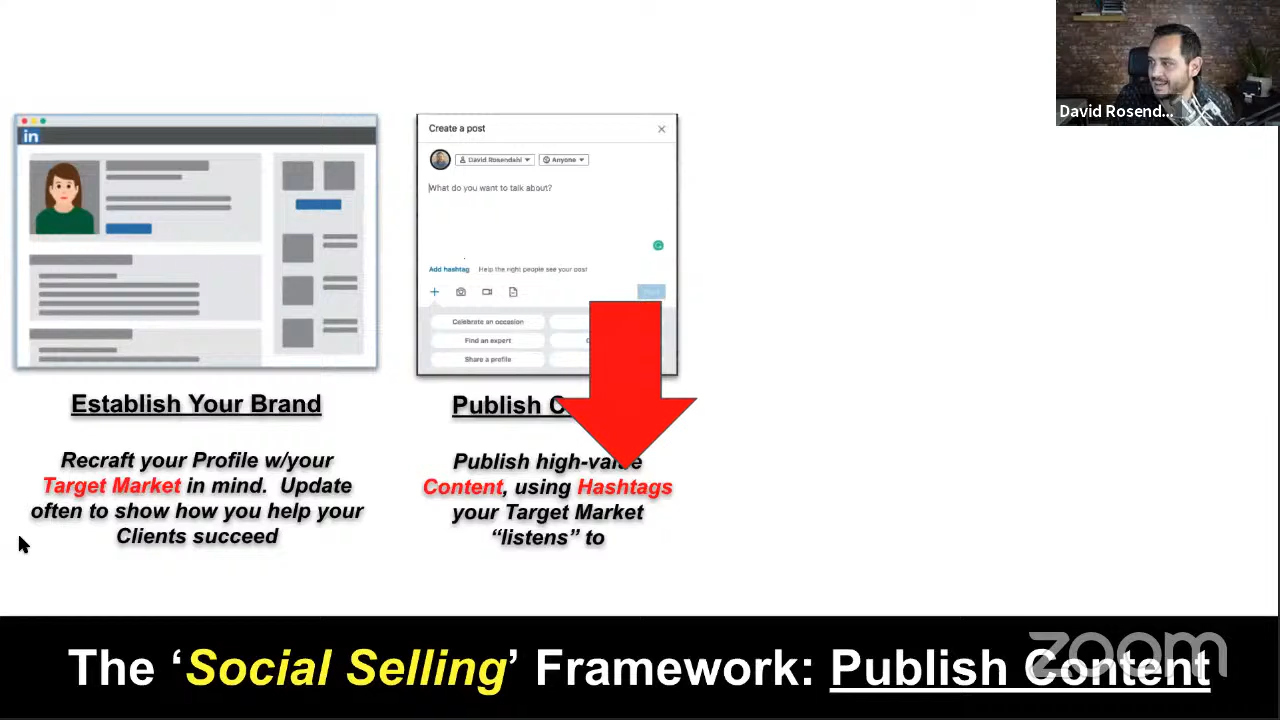 David Rosend...
in
Create a post
David Rosendahl
Anyone
What do you want to talk about?
Add hashtag Help the right people see your post
Celebrate an occasion
Find an expert
Share a profile
Establish Your Brand
Recraft your Profile w/your
Target Market in mind. Update
often to show how you help your
Clients succeed
Publish C
Publish high-value
Content, using Hashtags
your Target Market
“listens” to
The ‘Social Selling’ Framework: Publish Content
zoom